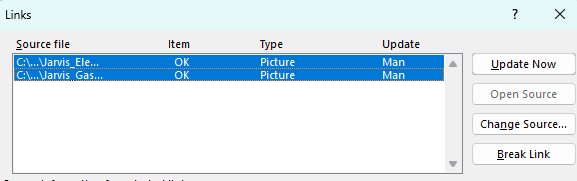 Links ? ×
Source file Item Type Update
C:\...\Jarvis_Ele... OK Picture Man
C:\...\Jarvis_Gas... OK Picture Man
Update Now
Open Source
Change Source...
Break Link